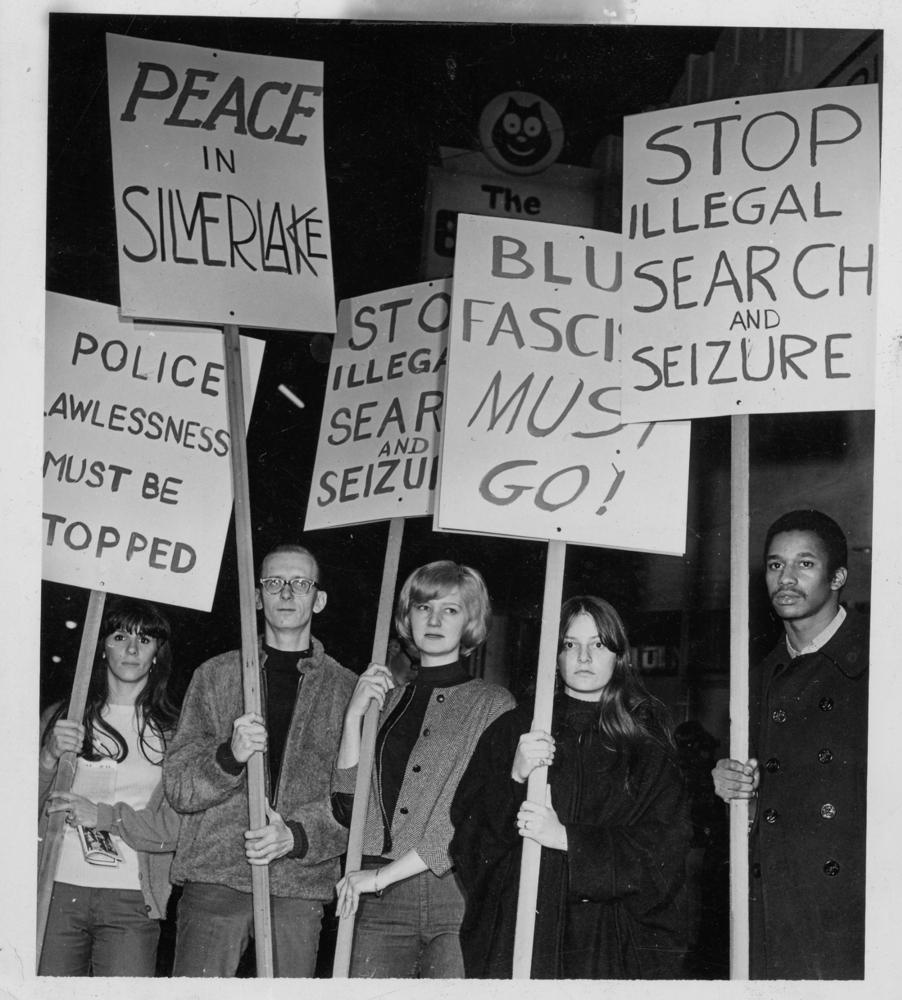 PEACE
IN
SILVERLAKE
POLICE
LAWLESSNESS
MUST BE
TOPPED
STO
ILLEGA
SEAR
AND
SEIZU
The
B
BLU
FASCI
MUST
GO!
STOP
ILLEGAL
SEARCH
AND
SEIZURE